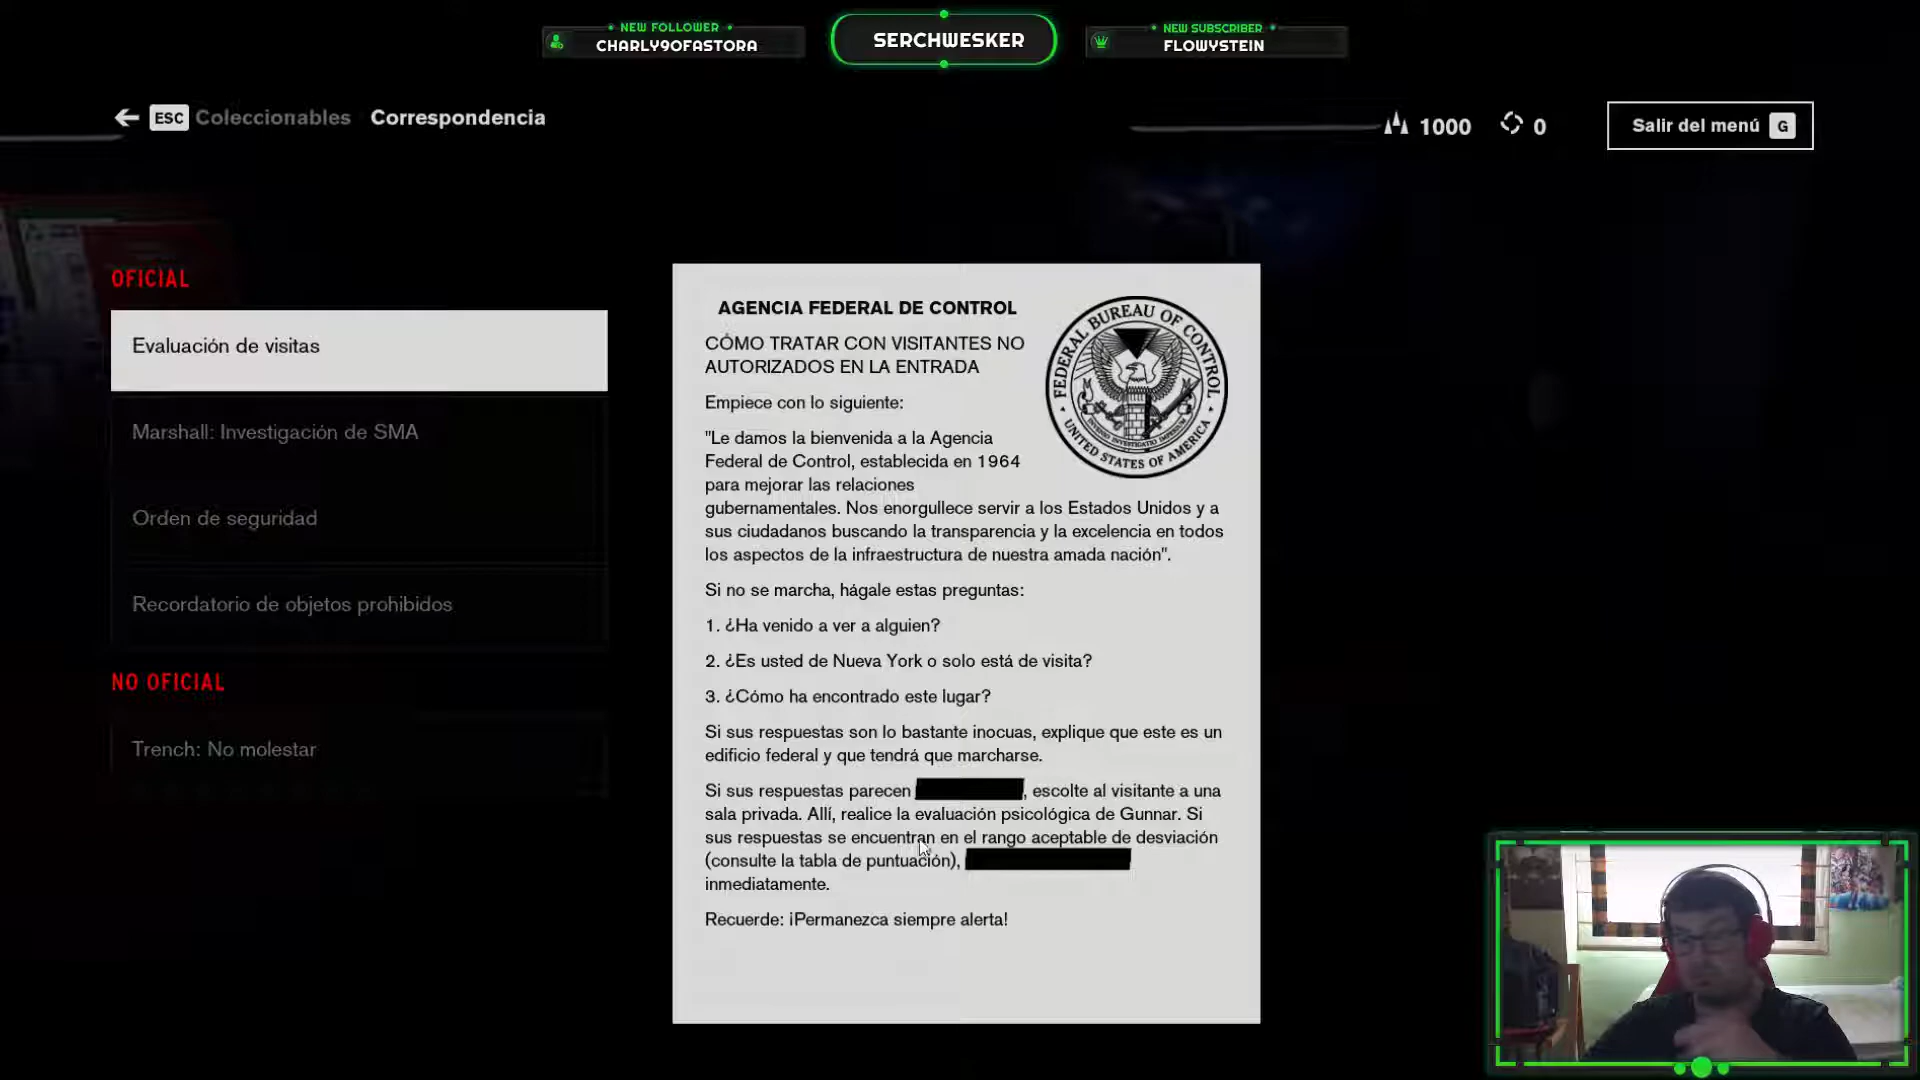 NEW FOLLOWER
CHARLY90FASTORA
SERCHWESKER
NEW SUBSCRIBER
FLOWYSTEIN
ESC Coleccionables Correspondencia
1000 0
Salir del menú G
OFICIAL
Evaluación de visitas
Marshall: Investigación de SMA
Orden de seguridad
Recordatorio de objetos prohibidos
NO OFICIAL
Trench: No molestar
AGENCIA FEDERAL DE CONTROL
CÓMO TRATAR CON VISITANTES NO
AUTORIZADOS EN LA ENTRADA
Empiece con lo siguiente:
"Le damos la bienvenida a la Agencia
Federal de Control, establecida en 1964
para mejorar las relaciones
gubernamentales. Nos enorgullece servir a los Estados Unidos y a
sus ciudadanos buscando la transparencia y la excelencia en todos
los aspectos de la infraestructura de nuestra amada nación".
Si no se marcha, hágale estas preguntas:
1. ¿Ha venido a ver a alguien?
2. ¿Es usted de Nueva York o solo está de visita?
3. ¿Cómo ha encontrado este lugar?
Si sus respuestas son lo bastante inocuas, explique que este es un
edificio federal y que tendrá que marcharse.
Si sus respuestas parecen , escolte al visitante a una
sala privada. Allí, realice la evaluación psicológica de Gunnar. Si
sus respuestas se encuentran en el rango aceptable de desviación
(consulte la tabla de puntuación),
inmediatamente.
Recuerde: ¡Permanezca siempre alerta!
FEDERAL BUREAU OF CONTROL
INVENIO INVESTIGATIO IMPERIUM
UNITED STATES OF AMERICA